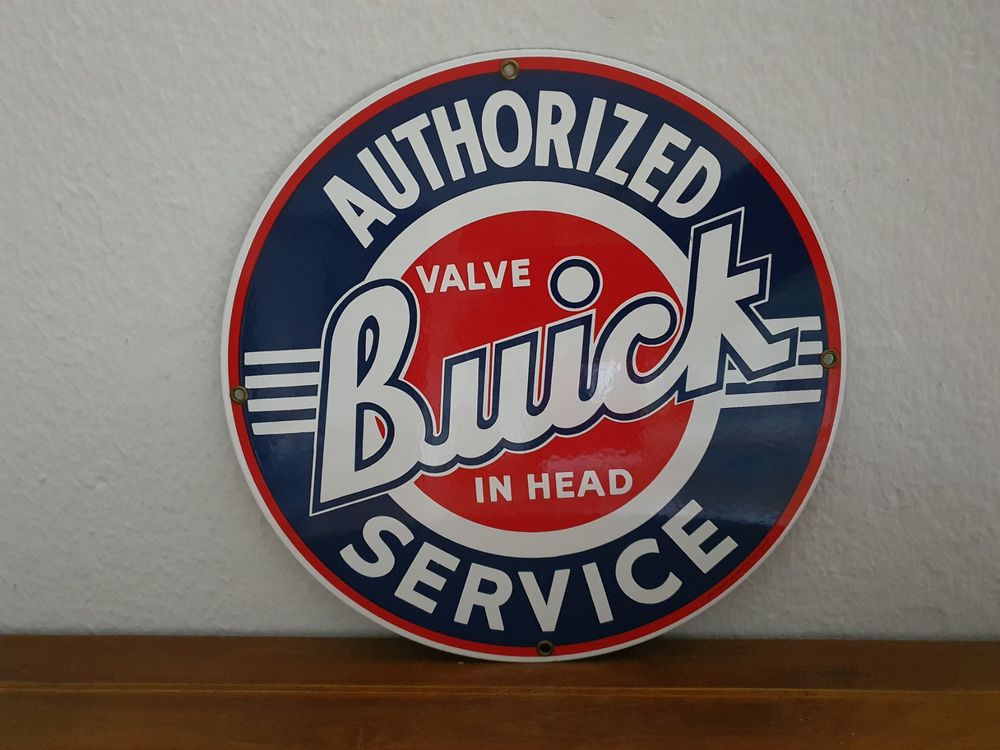 AUTHORIZED
VALVE
Buick
IN HEAD
SERVICE